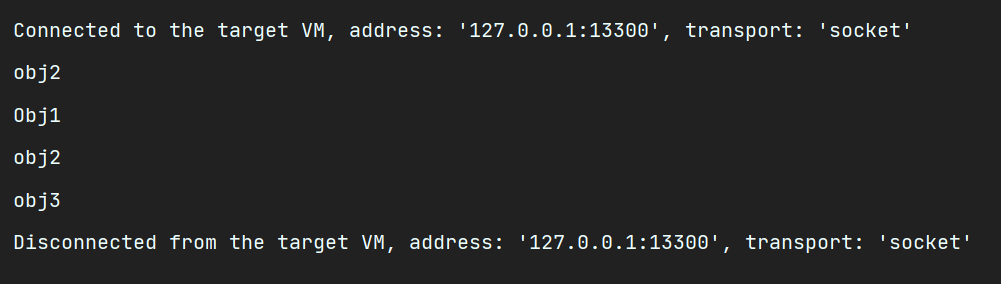 Connected to the target VM, address: '127.0.0.1:13300', transport: 'socket'
obj2
Obj1
obj2
obj3
Disconnected from the target VM, address: '127.0.0.1:13300', transport: 'socket'